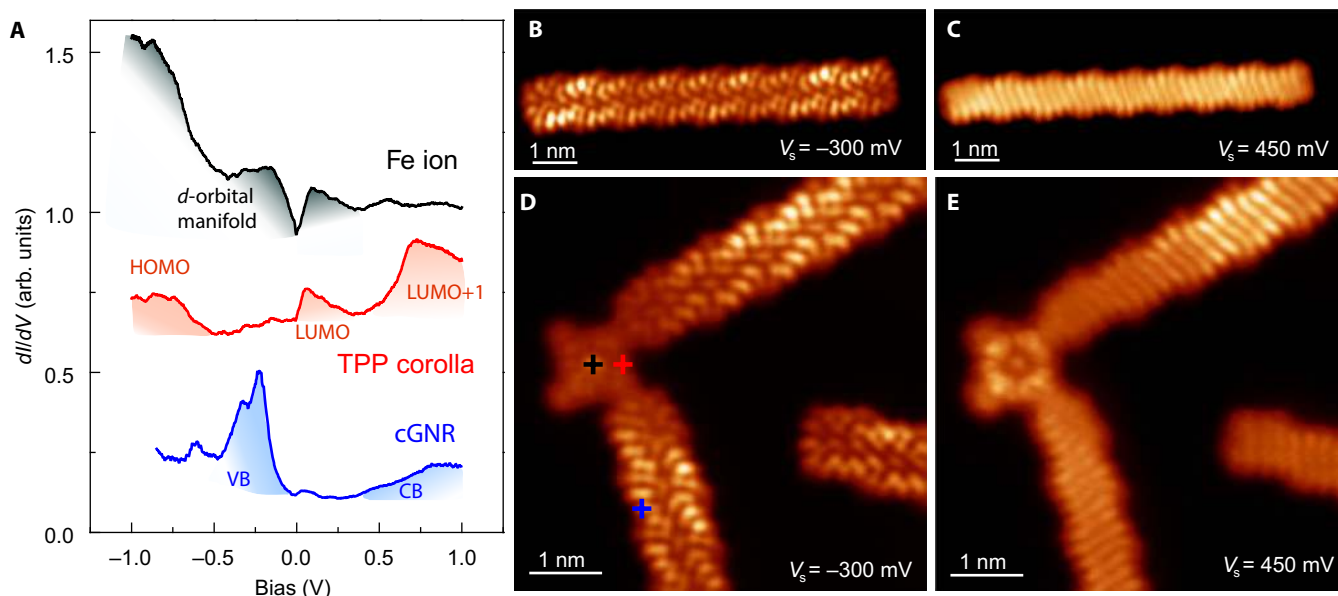 A
1.5
1.0
0.5
0.0
dI/dV (arb. units)
Fe ion
d-orbital
manifold
HOMO
LUMO
LUMO+1
TPP corolla
cGNR
VB
CB
–1.0
–0.5
0.0
0.5
1.0
Bias (V)
B
1 nm
Vs = –300 mV
C
1 nm
Vs = 450 mV
D
1 nm
Vs = –300 mV
E
1 nm
Vs = 450 mV